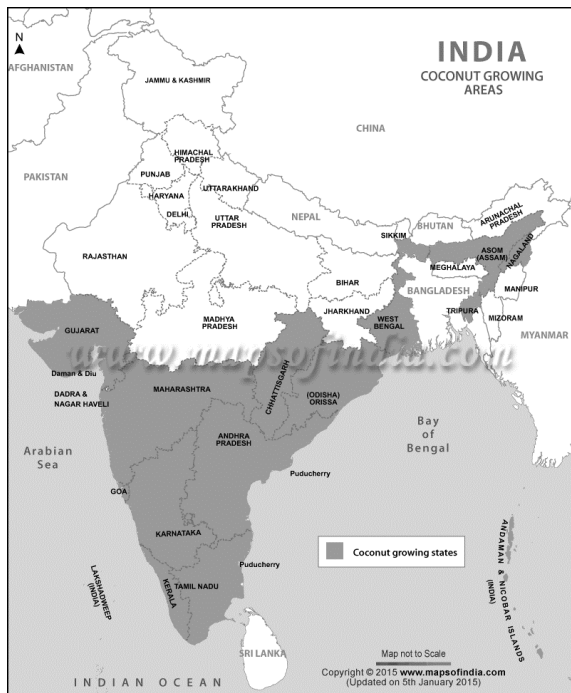 INDIA
COCONUT GROWING
AREAS
N
AFGHANISTAN
JAMMU & KASHMIR
CHINA
HIMACHAL
PRADESH
PUNJAB
PAKISTAN
UTTARAKHAND
HARYANA
DELHI
UTTAR
PRADESH
NEPAL
SIKKIM
BHUTAN
ARUNACHAL
PRADESH
RAJASTHAN
ASOM
(ASSAM)
NAGALAND
MEGHALAYA
BIHAR
BANGLADESH
MANIPUR
JHARKHAND
WEST
BENGAL
TRIPURA
MIZORAM
GUJARAT
MADHYA
PRADESH
MYANMAR
www.mapsofindia.com
Daman & Diu
MAHARASHTRA
CHHATTISGARH
DADRA &
NAGAR HAVELI
(ODISHA)
ORISSA
Arabian
Sea
ANDHRA
PRADESH
Bay
of
Bengal
Puducherry
GOA
KARNATAKA
Coconut growing states
ANDAMAN & NICOBAR ISLANDS
(INDIA)
Puducherry
LAKSHADWEEP
(INDIA)
KERALA
TAMIL NADU
SRI LANKA
Map not to Scale
Copyright © 2015 www.mapsofindia.com
(Updated on 5th January 2015)
INDIAN OCEAN